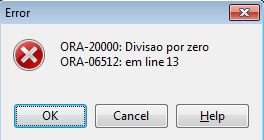 Error
ORA-20000: Divisao por zero
ORA-06512: em line 13
OK
Cancel
Help